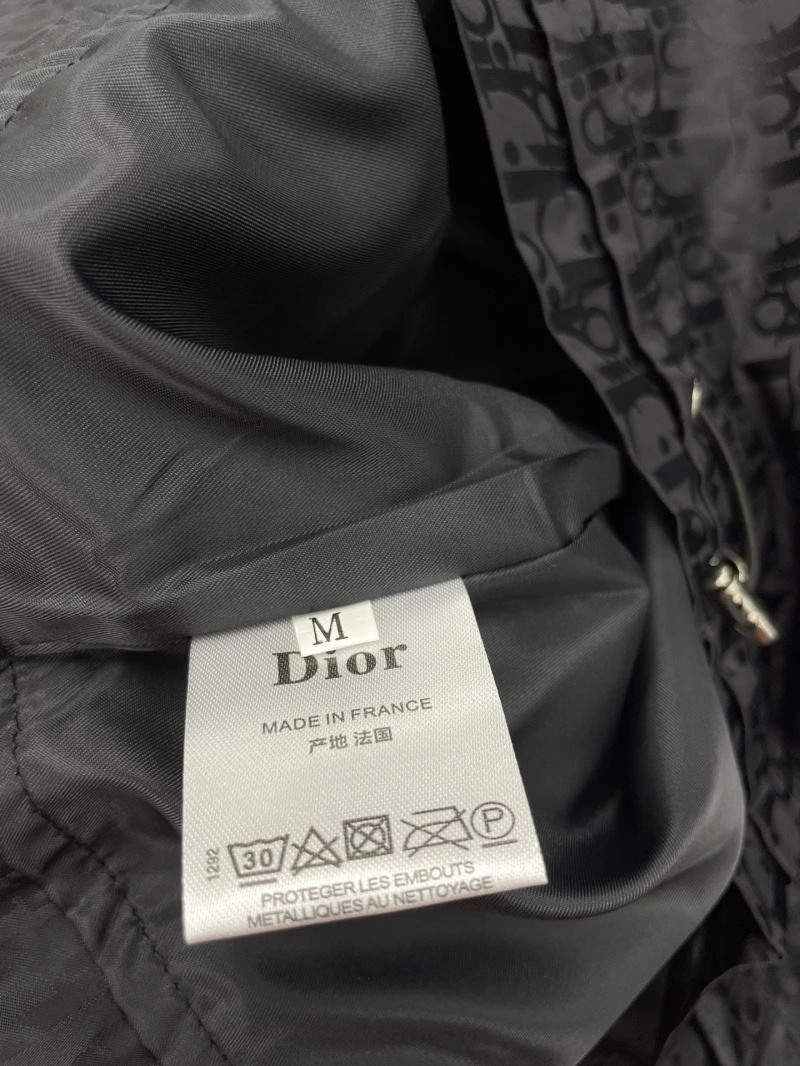 M
Dior
MADE IN FRANCE
产地 法国
1292
30
P
PROTEGER LES EMBOUTS
METALLIQUES AU NETTOYAGE